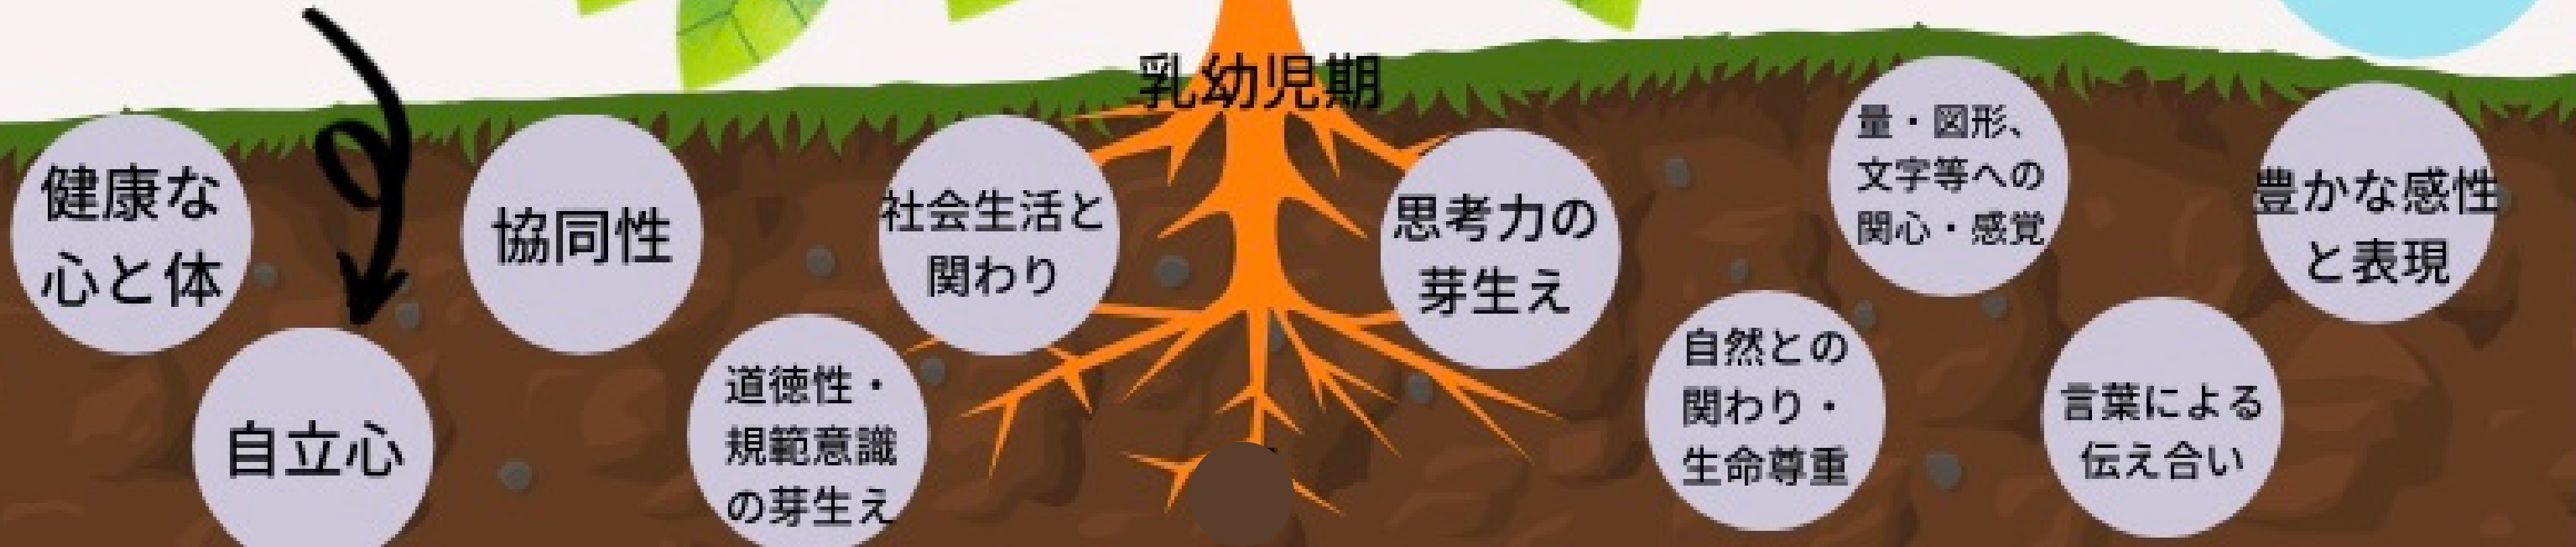 乳幼児期
健康な
心と体
自立心
協同性
道徳性・
規範意識
の芽生え
社会生活と
関わり
思考力の
芽生え
自然との
関わり・
生命尊重
量・図形、
文字等への
関心・感覚
言葉による
伝え合い
豊かな感性
と表現